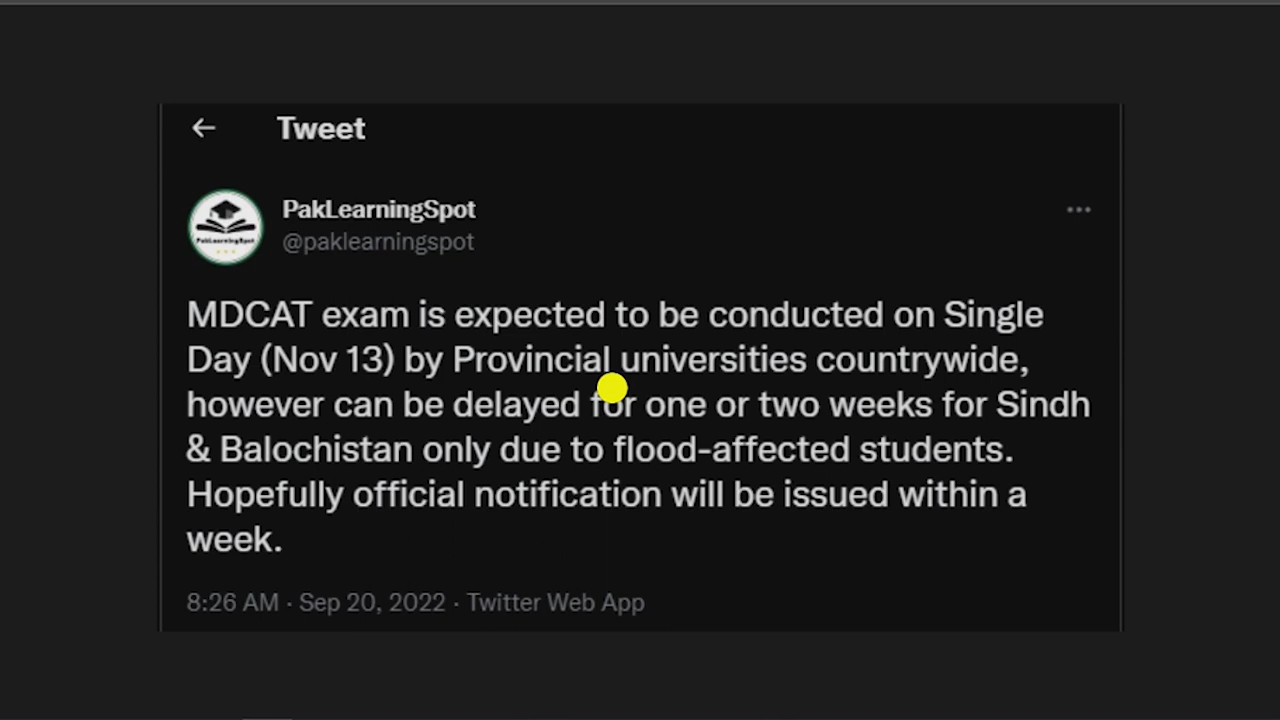 Tweet
PakLearningSpot
@paklearningspot
PakLearningSpot
MDCAT exam is expected to be conducted on Single
Day (Nov 13) by Provincial universities countrywide,
however can be delayed for one or two weeks for Sindh
& Balochistan only due to flood-affected students.
Hopefully official notification will be issued within a
week.
8:26 AM · Sep 20, 2022 · Twitter Web App